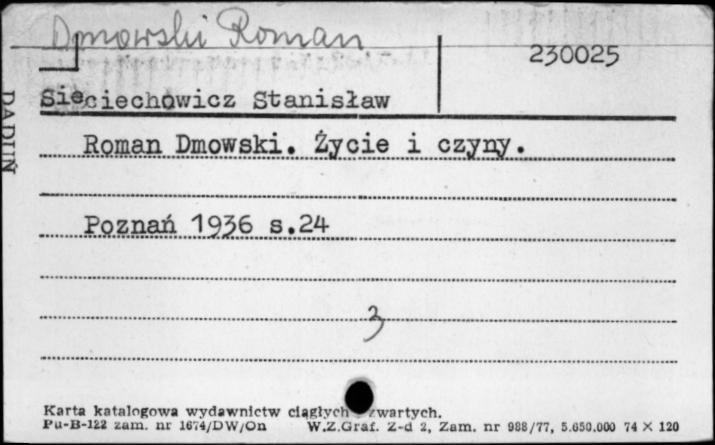 Dmowski Roman
230025
Sieciechowicz Stanisław
Roman Dmowski. Życie i czyny.
Poznań 1936 s.24
3
Karta katalogowa wydawnictw ciągłych zwartych.
Pu-B-122 zam. nr 1674/DW/On W.Z.Graf. Z-d 2, Zam. nr 988/77, 5.650.000 74 × 120